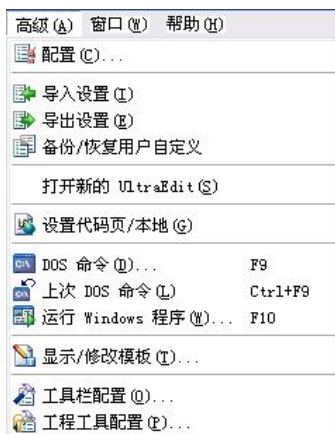 高级(A) 窗口(W) 帮助(H)
配置(C)...
导入设置(I)
导出设置(E)
备份/恢复用户自定义
打开新的 UltraEdit(S)
设置代码页/本地(G)
DOS 命令(D)... F9
上次 DOS 命令(L) Ctrl+F9
运行 Windows 程序(W)... F10
显示/修改模板(T)...
工具栏配置(O)...
工程工具配置(P)...